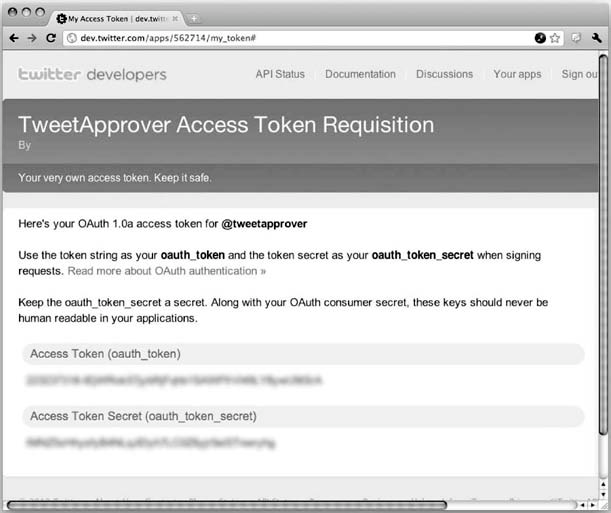 My Access Token | dev.twitt
dev.twitter.com/apps/562714/my_token#
twitter developers
API Status
Documentation
Discussions
Your apps
Sign ou
TweetApprover Access Token Requisition
By
Your very own access token. Keep it safe.
Here's your OAuth 1.0a access token for @tweetapprover
Use the token string as your oauth_token and the token secret as your oauth_token_secret when signing
requests. Read more about OAuth authentication »
Keep the oauth_token_secret a secret. Along with your OAuth consumer secret, these keys should never be
human readable in your applications.
Access Token (oauth_token)
Access Token Secret (oauth_token_secret)